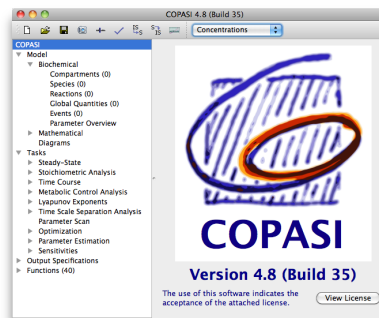 COPASI 4.8 (Build 35)
Concentrations
COPASI
Model
Biochemical
Compartments (0)
Species (0)
Reactions (0)
Global Quantities (0)
Events (0)
Parameter Overview
Mathematical
Diagrams
Tasks
Steady-State
Stoichiometric Analysis
Time Course
Metabolic Control Analysis
Lyapunov Exponents
Time Scale Separation Analysis
Parameter Scan
Optimization
Parameter Estimation
Sensitivities
Output Specifications
Functions (40)
COPASI
Version 4.8 (Build 35)
The use of this software indicates the
acceptance of the attached license.
View License